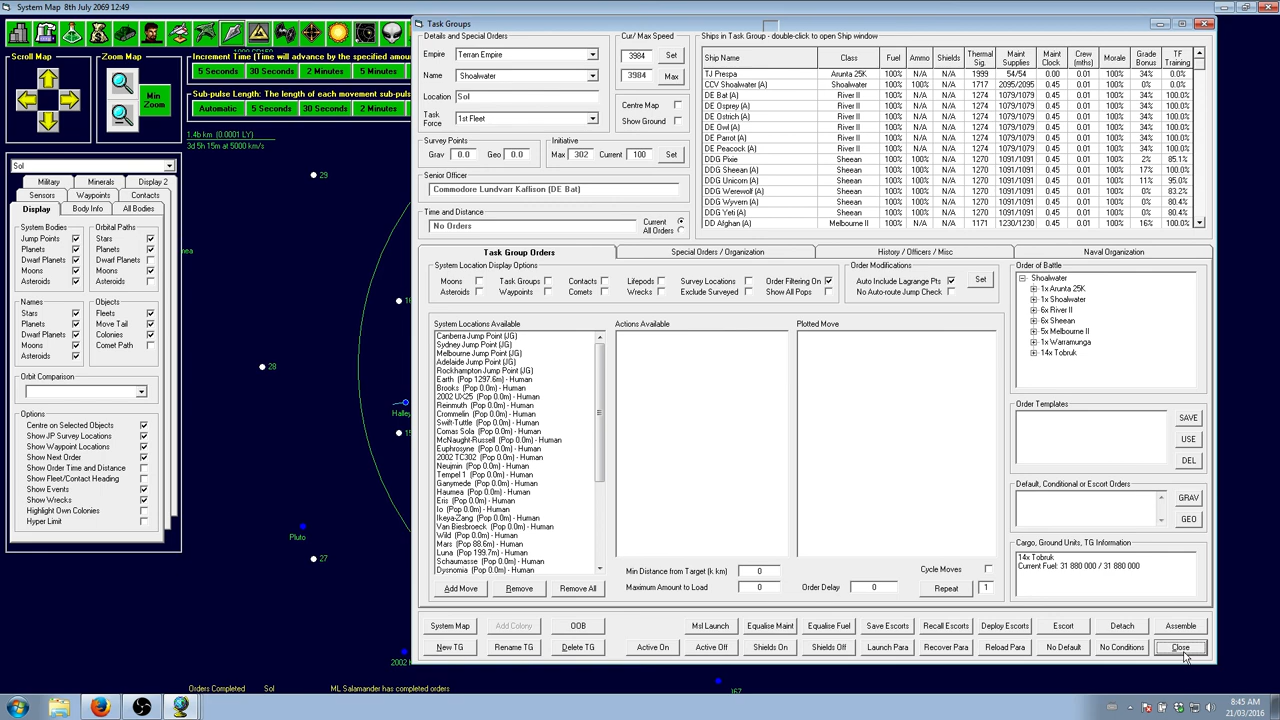 System Map 8th July 2069 12:49
Scroll Map
Zoom Map
Min Zoom
Increment Time (Time will advance by the specified
5 Seconds
30 Seconds
2 Minutes
5 Minutes
Sub-pulse Length: The length of each movement sub-puls
Automatic
5 Seconds
30 Seconds
2 Minutes
1.4b km (0.0001 LY)
3d 5h 15m at 5000 km/s
Sol
Military
Minerals
Display 2
Sensors
Waypoints
Contacts
Display
Body Info
All Bodies
System Bodies
Orbital Paths
Jump Points
Stars
Planets
Planets
Dwarf Planets
Dwarf Planets
Moons
Moons
Asteroids
Asteroids
Names
Objects
Stars
Fleets
Planets
Move Tail
Dwarf Planets
Colonies
Moons
Comet Path
Asteroids
Orbit Comparison
Options
Centre on Selected Objects
Show JP Survey Locations
Show Waypoint Locations
Show Next Order
Show Order Time and Distance
Show Fleet/Contact Heading
Show Events
Show Wrecks
Highlight Own Colonies
Hyper Limit
29
28
27
Pluto
Halley
Orders Completed Sol ML Salamander has completed orders
Task Groups
Details and Special Orders
Empire Terran Empire
Name Shoalwater
Location Sol
Task Force 1st Fleet
Cur/ Max Speed
3984 Set
3984 Max
Centre Map
Show Ground
Survey Points
Grav 0.0 Geo 0.0
Initiative
Max 302 Current 100 Set
Senior Officer
Commodore Lundvarr Kaflison (DE Bat)
Time and Distance
No Orders
Current
All Orders
Ships in Task Group - double-click to open Ship window
Ship Name Class Fuel Ammo Shields Thermal Sig. Maint Supplies Maint Clock Crew (mths) Morale Grade Bonus TF Training
TJ Prespa Arunta 25K 100% N/A N/A 1999 54/54 0.00 0.01 100% 34% 0.0%
CCV Shoalwater (A) Shoalwater 100% N/A N/A 1717 2095/2095 0.45 0.01 100% 34% 0.0%
DE Bat (A) River II 100% 100% N/A 1274 1079/1079 0.45 0.01 100% 34% 100.0%
DE Osprey (A) River II 100% 100% N/A 1274 1079/1079 0.45 0.01 100% 34% 100.0%
DE Ostrich (A) River II 100% 100% N/A 1274 1079/1079 0.45 0.01 100% 34% 100.0%
DE Owl (A) River II 100% 100% N/A 1274 1079/1079 0.45 0.01 100% 34% 100.0%
DE Parrot (A) River II 100% 100% N/A 1274 1079/1079 0.45 0.01 100% 34% 100.0%
DE Peacock (A) River II 100% 100% N/A 1274 1079/1079 0.45 0.01 100% 34% 100.0%
DDG Pixie Sheean 100% 100% N/A 1270 1091/1091 0.45 0.01 100% 2% 85.1%
DDG Sheean (A) Sheean 100% 100% N/A 1270 1091/1091 0.45 0.01 100% 17% 100.0%
DDG Unicorn (A) Sheean 100% 100% N/A 1270 1091/1091 0.45 0.01 100% 11% 95.0%
DDG Werewolf (A) Sheean 100% 100% N/A 1270 1091/1091 0.45 0.01 100% 0% 83.2%
DDG Wyvern (A) Sheean 100% 100% N/A 1270 1091/1091 0.45 0.01 100% 0% 80.4%
DDG Yeti (A) Sheean 100% 100% N/A 1270 1091/1091 0.45 0.01 100% 0% 80.4%
DE Afghan (A) Melbourne II 100% 100% N/A 1171 1230/1230 0.45 0.01 100% 16% 100.0%
Task Group Orders
Special Orders / Organization
History / Officers / Misc
Naval Organization
System Location Display Options
Moons
Task Groups
Contacts
Lifepods
Survey Locations
Order Filtering On
Asteroids
Waypoints
Comets
Wrecks
Exclude Surveyed
Show All Pops
Order Modifications
Auto Include Lagrange Pts
No Auto-route Jump Check
Set
System Locations Available
Canberra Jump Point (JG)
Sydney Jump Point (JG)
Melbourne Jump Point (JG)
Adelaide Jump Point (JG)
Rockhampton Jump Point (JG)
Earth (Pop 1297.6m) - Human
Brooks (Pop 0.0m) - Human
2002 UX25 (Pop 0.0m) - Human
Reinmuth (Pop 0.0m) - Human
Crommelin (Pop 0.0m) - Human
Swift-Tuttle (Pop 0.0m) - Human
Comas Sola (Pop 0.0m) - Human
McNaught-Russell (Pop 0.0m) - Human
Euphrosyne (Pop 0.0m) - Human
2002 TC302 (Pop 0.0m) - Human
Neujmin (Pop 0.0m) - Human
Tempel 1 (Pop 0.0m) - Human
Ganymede (Pop 0.0m) - Human
Haumea (Pop 0.0m) - Human
Eris (Pop 0.0m) - Human
Io (Pop 0.0m) - Human
Ikeya-Zang (Pop 0.0m) - Human
Van Biesbroeck (Pop 0.0m) - Human
Wild (Pop 0.0m) - Human
Mars (Pop 88.6m) - Human
Luna (Pop 199.7m) - Human
Schaumasse (Pop 0.0m) - Human
Dysnomia (Pop 0.0m) - Human
Actions Available
Plotted Move
Add Move
Remove
Remove All
Min Distance from Target (k km) 0
Maximum Amount to Load 0
Order Delay 0
Cycle Moves
Repeat 1
Order of Battle
Shoalwater
1x Arunta 25K
1x Shoalwater
6x River II
6x Sheean
5x Melbourne II
1x Warramunga
14x Tobruk
Order Templates
SAVE
USE
DEL
Default, Conditional or Escort Orders
GRAV
GEO
Cargo, Ground Units, TG Information
14x Tobruk
Current Fuel: 31 880 000 / 31 880 000
System Map
Add Colony
OOB
Msl Launch
Equalise Maint
Equalise Fuel
Save Escorts
Recall Escorts
Deploy Escorts
Escort
Detach
Assemble
New TG
Rename TG
Delete TG
Active On
Active Off
Shields On
Shields Off
Launch Para
Recover Para
Reload Para
No Default
No Conditions
Close
8:45 AM
21/03/2016